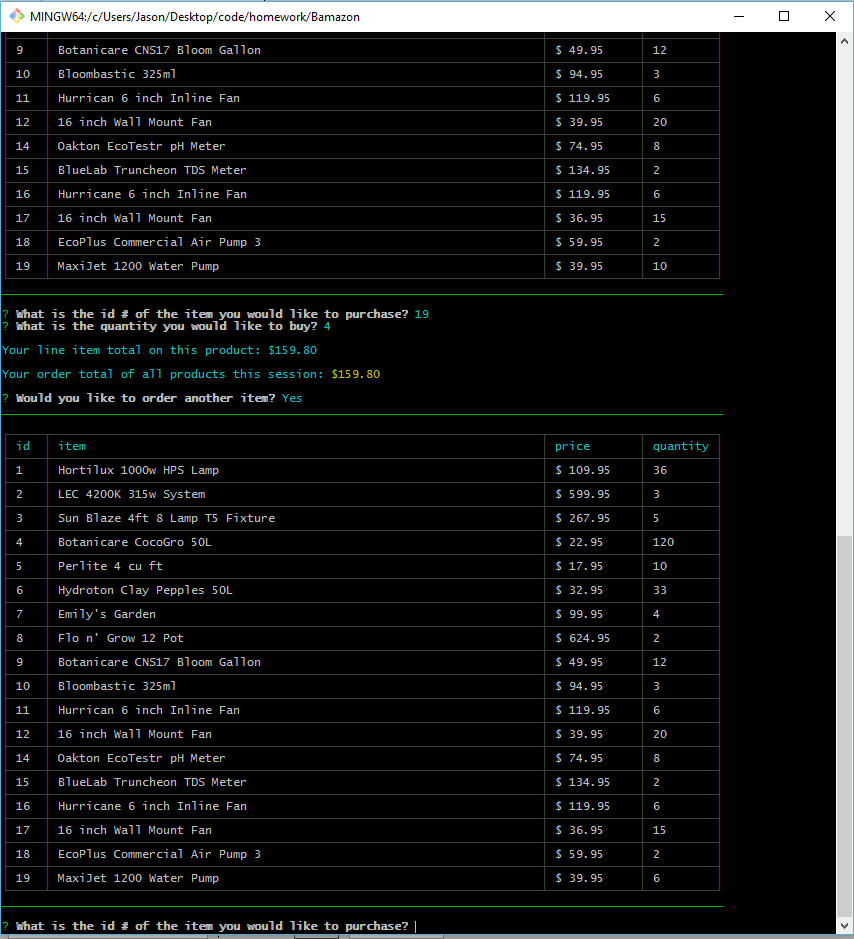 MINGW64:/c/Users/Jason/Desktop/code/homework/Bamazon
9 Botanicare CNS17 Bloom Gallon $ 49.95 12
10 Bloombastic 325ml $ 94.95 3
11 Hurrican 6 inch Inline Fan $ 119.95 6
12 16 inch Wall Mount Fan $ 39.95 20
14 Oakton EcoTestr pH Meter $ 74.95 8
15 BlueLab Truncheon TDS Meter $ 134.95 2
16 Hurricane 6 inch Inline Fan $ 119.95 6
17 16 inch Wall Mount Fan $ 36.95 15
18 EcoPlus Commercial Air Pump 3 $ 59.95 2
19 MaxiJet 1200 Water Pump $ 39.95 10
? What is the id # of the item you would like to purchase? 19
? What is the quantity you would like to buy? 4
Your line item total on this product: $159.80
Your order total of all products this session: $159.80
? Would you like to order another item? Yes
id item price quantity
1 Hortilux 1000w HPS Lamp $ 109.95 36
2 LEC 4200K 315w System $ 599.95 3
3 Sun Blaze 4ft 8 Lamp T5 Fixture $ 267.95 5
4 Botanicare CocoGro 50L $ 22.95 120
5 Perlite 4 cu ft $ 17.95 10
6 Hydroton Clay Pepples 50L $ 32.95 33
7 Emily's Garden $ 99.95 4
8 Flo n' Grow 12 Pot $ 624.95 2
9 Botanicare CNS17 Bloom Gallon $ 49.95 12
10 Bloombastic 325ml $ 94.95 3
11 Hurrican 6 inch Inline Fan $ 119.95 6
12 16 inch Wall Mount Fan $ 39.95 20
14 Oakton EcoTestr pH Meter $ 74.95 8
15 BlueLab Truncheon TDS Meter $ 134.95 2
16 Hurricane 6 inch Inline Fan $ 119.95 6
17 16 inch Wall Mount Fan $ 36.95 15
18 EcoPlus Commercial Air Pump 3 $ 59.95 2
19 MaxiJet 1200 Water Pump $ 39.95 6
? What is the id # of the item you would like to purchase?